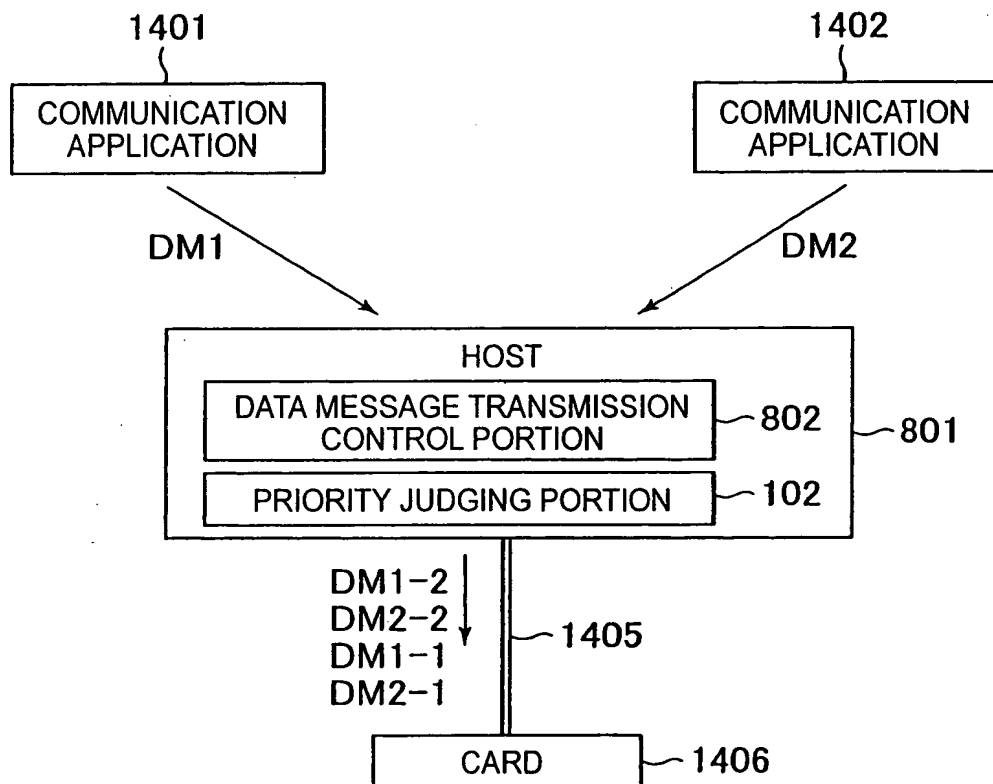 1401
1402
COMMUNICATION
APPLICATION
COMMUNICATION
APPLICATION
DM1
DM2
HOST
DATA MESSAGE TRANSMISSION
CONTROL PORTION
802
801
PRIORITY JUDGING PORTION
102
DM1-2
DM2-2
DM1-1
DM2-1
1405
CARD
1406